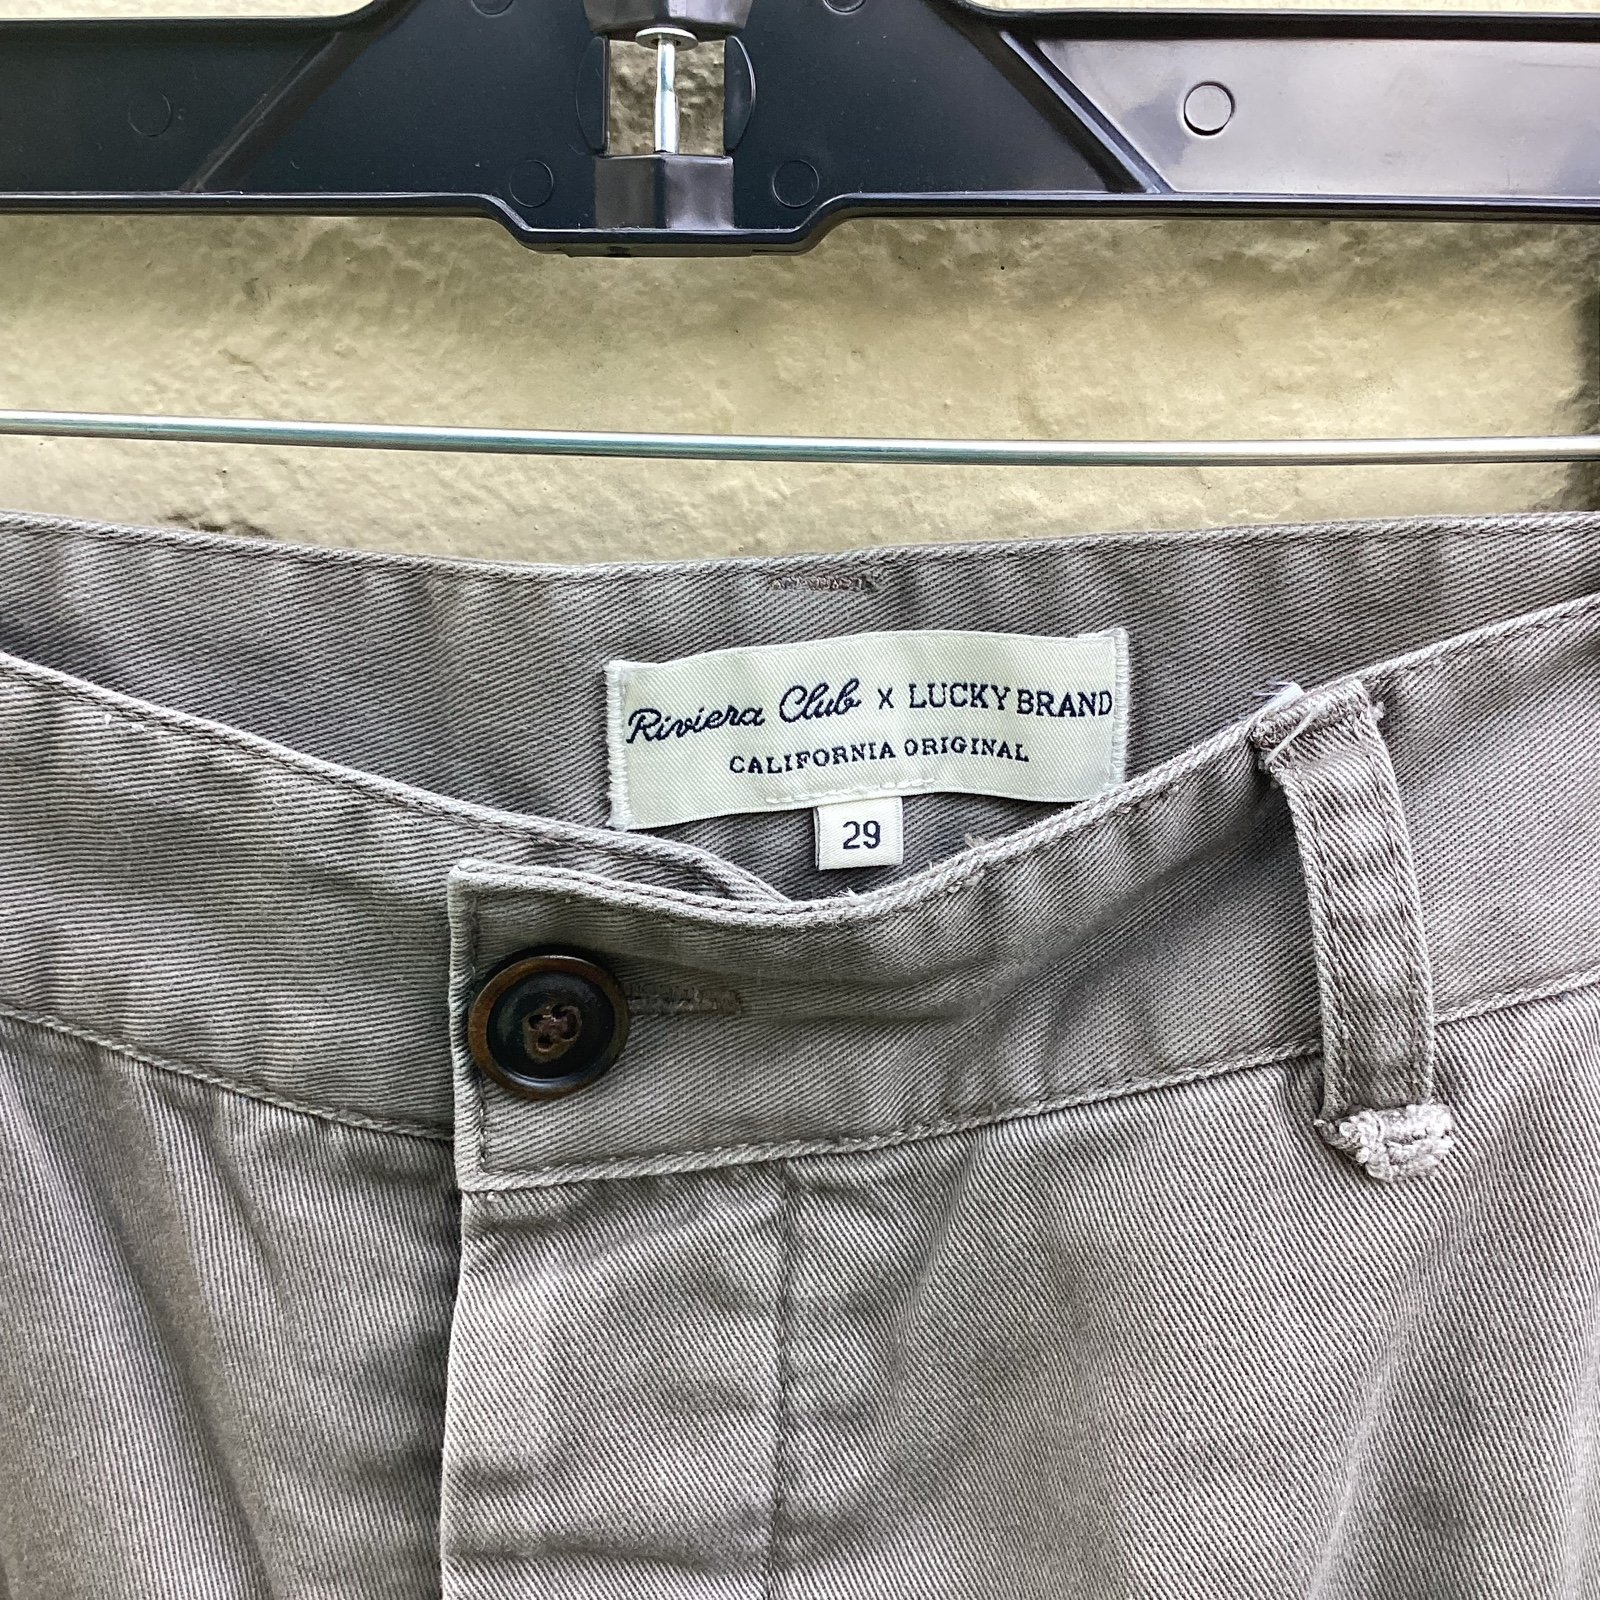 Riviera Club X LUCKY BRAND
CALIFORNIA ORIGINAL
29